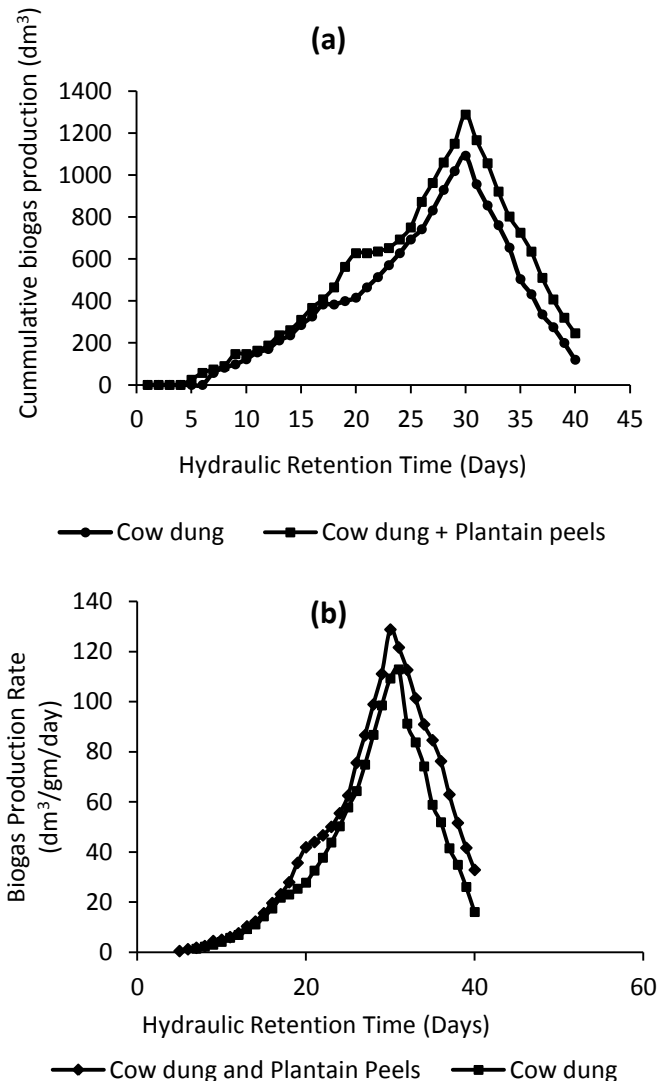 (a)
Cummulative biogas production (dm³)
1400
1200
1000
800
600
400
200
0
0 5 10 15 20 25 30 35 40 45
Hydraulic Retention Time (Days)
Cow dung Cow dung + Plantain peels
(b)
Biogas Production Rate
(dm³/gm/day)
140
120
100
80
60
40
20
0
0 20 40 60
Hydraulic Retention Time (Days)
Cow dung and Plantain Peels Cow dung